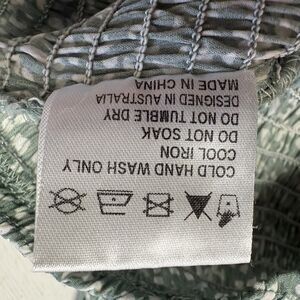 COLD HAND WASH ONLY
COOL IRON
DO NOT SOAK
DO NOT TUMBLE DRY
DESIGNED IN AUSTRALIA
MADE IN CHINA